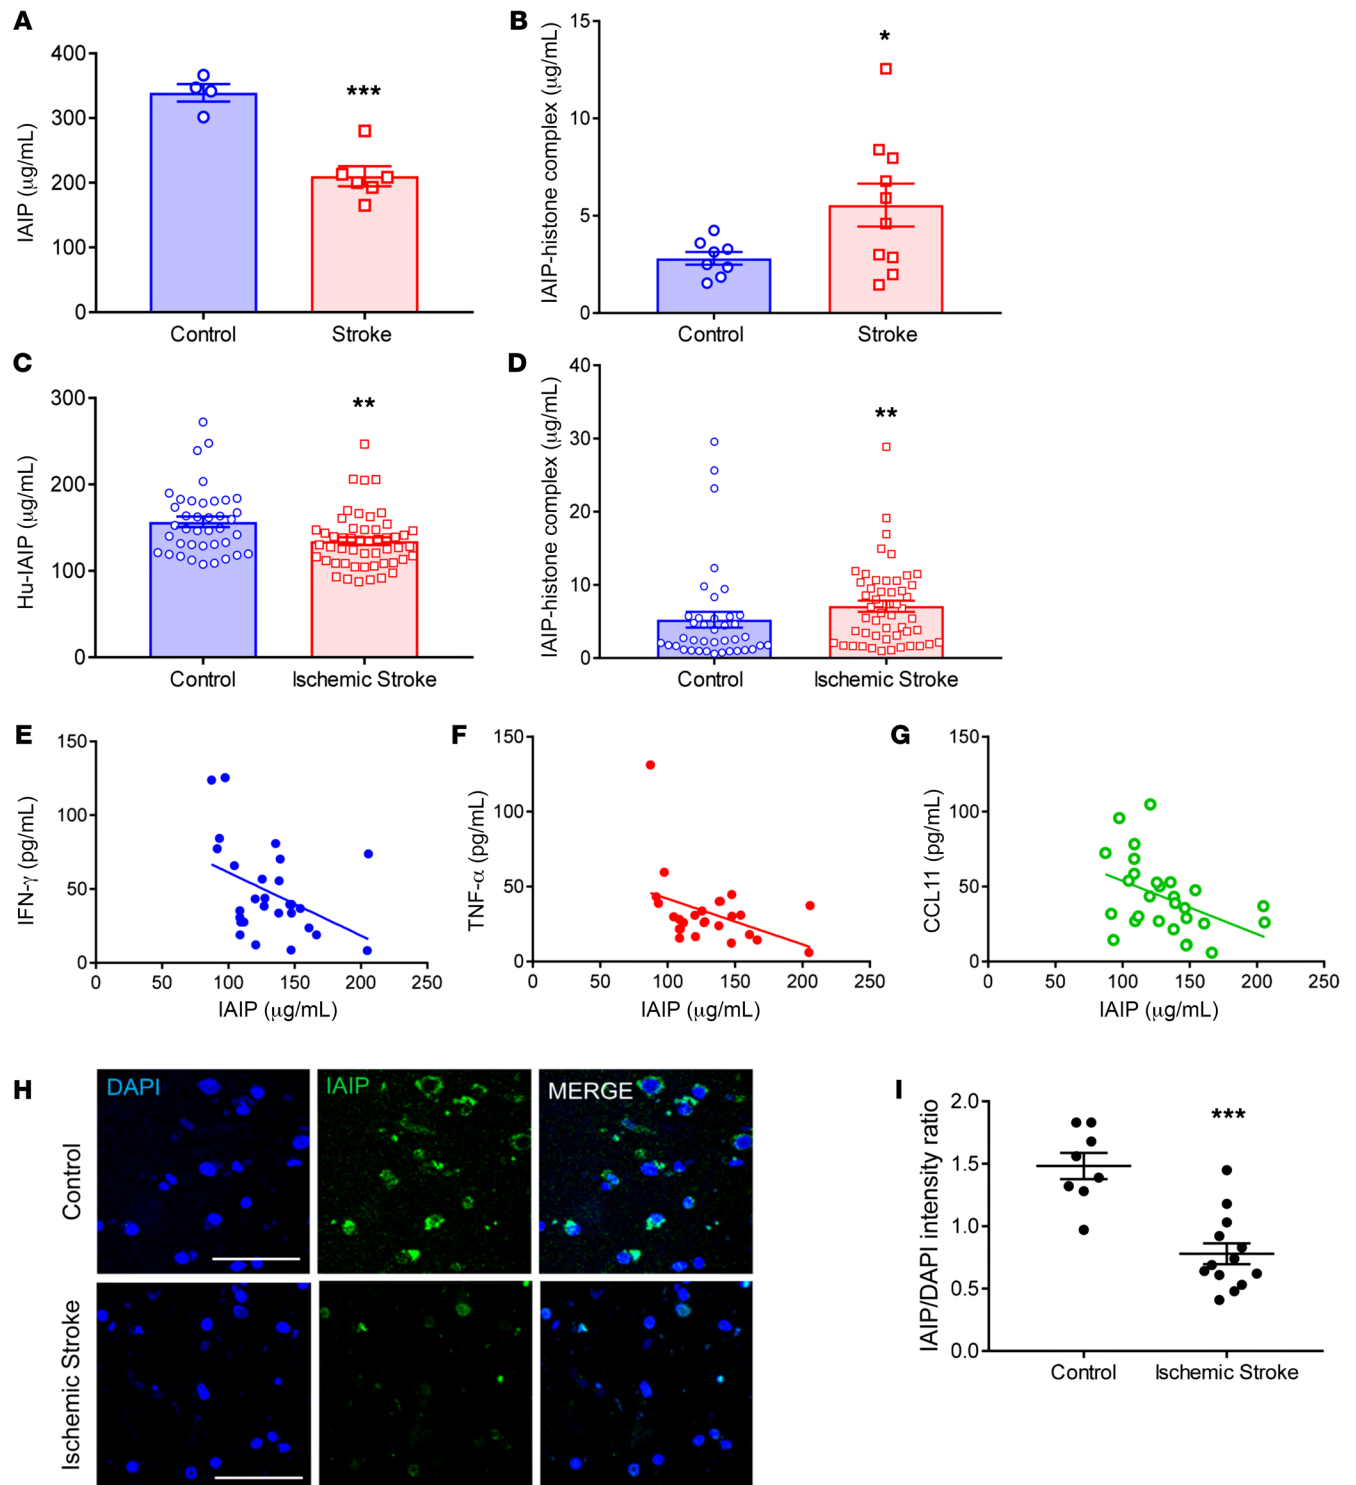 A
IAIP (μg/mL)
400
300
200
100
0
***
Control
Stroke
B
IAIP-histone complex (μg/mL)
15
10
5
0
*
Control
Stroke
C
Hu-IAIP (μg/mL)
300
200
100
0
**
Control
Ischemic Stroke
D
IAIP-histone complex (μg/mL)
40
30
20
10
0
**
Control
Ischemic Stroke
E
IFN-γ (pg/mL)
150
100
50
0
0 50 100 150 200 250
IAIP (μg/mL)
F
TNF-α (pg/mL)
150
100
50
0
0 50 100 150 200 250
IAIP (μg/mL)
G
CCL11 (pg/mL)
150
100
50
0
0 50 100 150 200 250
IAIP (μg/mL)
H
DAPI
IAIP
MERGE
Control
Ischemic Stroke
I
IAIP/DAPI intensity ratio
2.0
1.5
1.0
0.5
0.0
***
Control
Ischemic Stroke